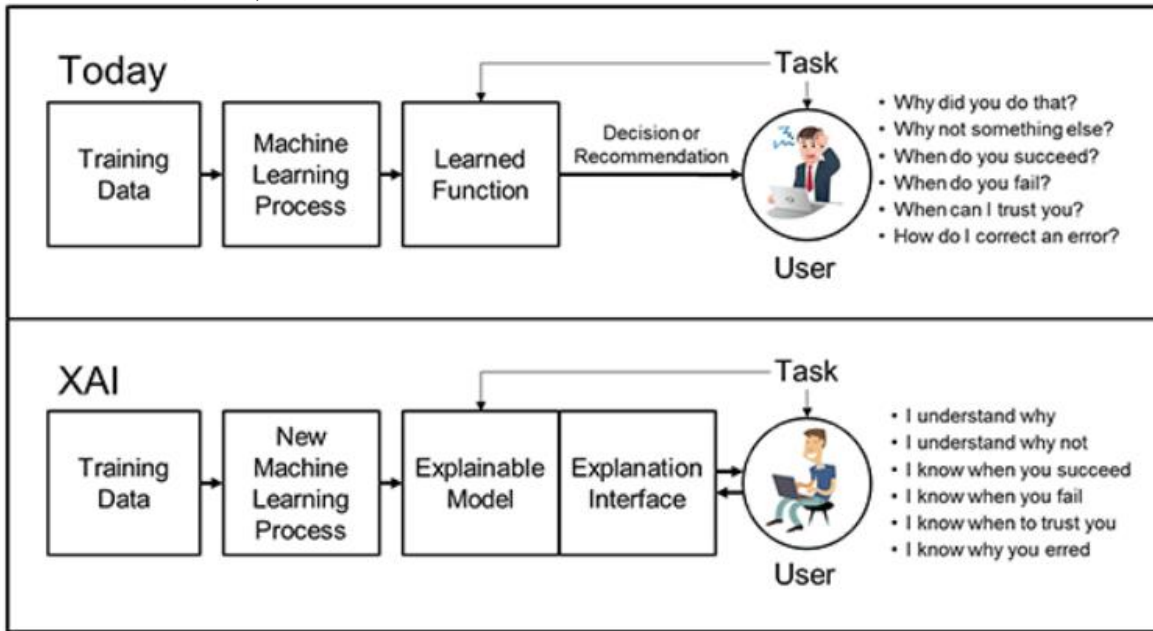 Today
Task
Training
Data
Machine
Learning
Process
Learned
Function
Decision or
Recommendation
User
• Why did you do that?
• Why not something else?
• When do you succeed?
• When do you fail?
• When can I trust you?
• How do I correct an error?
XAI
Task
Training
Data
New
Machine
Learning
Process
Explainable
Model
Explanation
Interface
User
• I understand why
• I understand why not
• I know when you succeed
• I know when you fail
• I know when to trust you
• I know why you erred